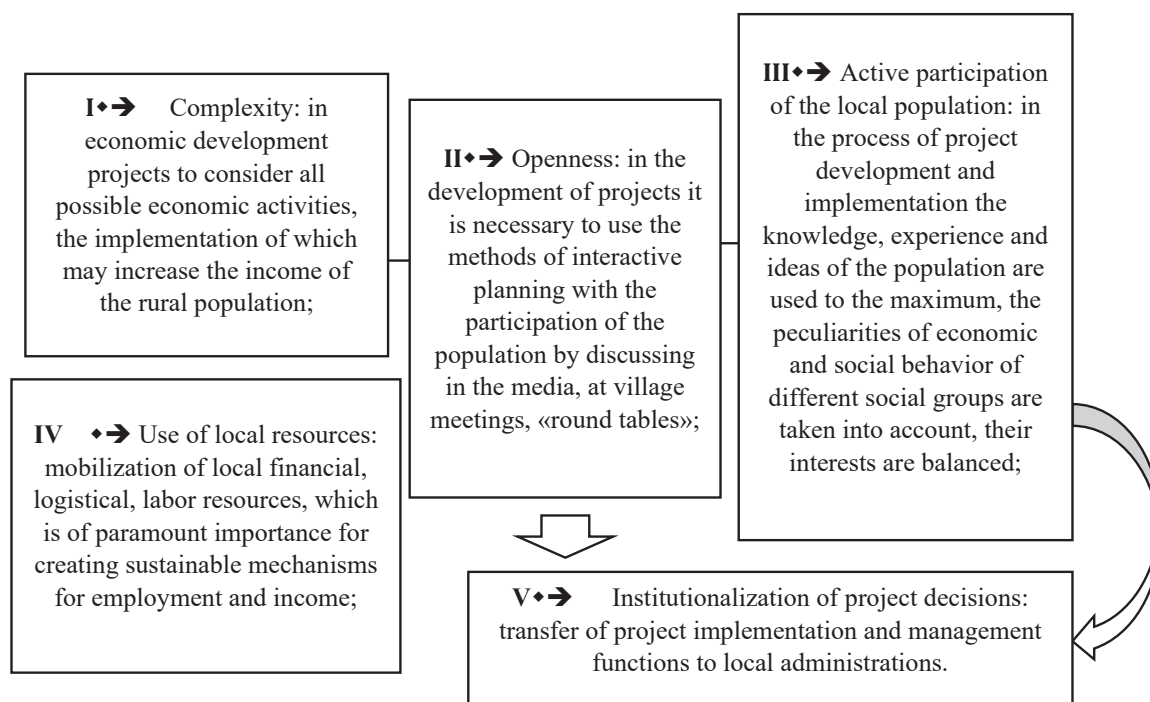 I◆➔ Complexity: in
economic development
projects to consider all
possible economic activities,
the implementation of which
may increase the income of
the rural population;
II◆➔ Openness: in the
development of projects it
is necessary to use the
methods of interactive
planning with the
participation of the
population by discussing
in the media, at village
meetings, «round tables»;
III◆➔ Active participation
of the local population: in
the process of project
development and
implementation the
knowledge, experience and
ideas of the population are
used to the maximum, the
peculiarities of economic
and social behavior of
different social groups are
taken into account, their
interests are balanced;
IV ◆➔ Use of local resources:
mobilization of local financial,
logistical, labor resources, which
is of paramount importance for
creating sustainable mechanisms
for employment and income;
V◆➔ Institutionalization of project decisions:
transfer of project implementation and management
functions to local administrations.